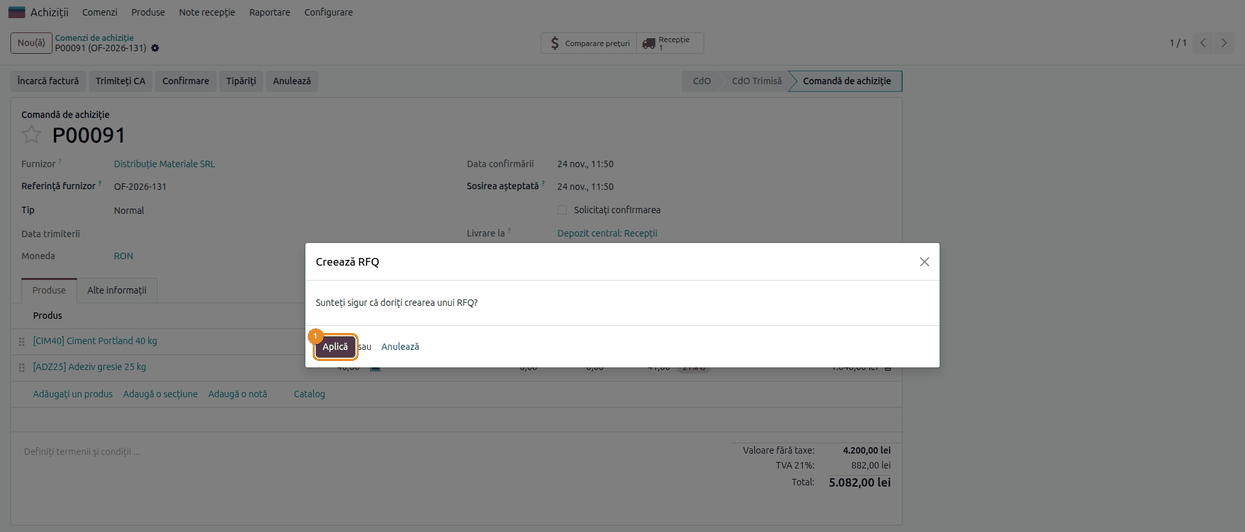 Achiziții Comenzi Produse Note recepție Raportare Configurare
Nou(ă) Comenzi de achiziție
P00091 (OF-2026-131)
Comparare prețuri
Recepție
1
1 / 1
Încarcă factură Trimiteți CA Confirmare Tipăriți Anulează
CdO CdO Trimisă Comandă de achiziție
Comandă de achiziție
P00091
Furnizor ? Distribuție Materiale SRL
Data confirmării 24 nov., 11:50
Referință furnizor ? OF-2026-131
Sosirea așteptată ? 24 nov., 11:50
Tip Normal
Solicitați confirmarea
Data trimiterii
Livrare la ? Depozit central: Recepții
Moneda RON
Creează RFQ
Sunteți sigur că doriți crearea unui RFQ?
1
Aplică sau Anulează
Produse Alte informații
Produs
[CIM40] Ciment Portland 40 kg
[ADZ25] Adeziv gresie 25 kg
Adăugați un produs Adaugă o secțiune Adaugă o notă Catalog
Definiți termenii și condiții ...
Valoare fără taxe: 4.200,00 lei
TVA 21%: 882,00 lei
Total: 5.082,00 lei